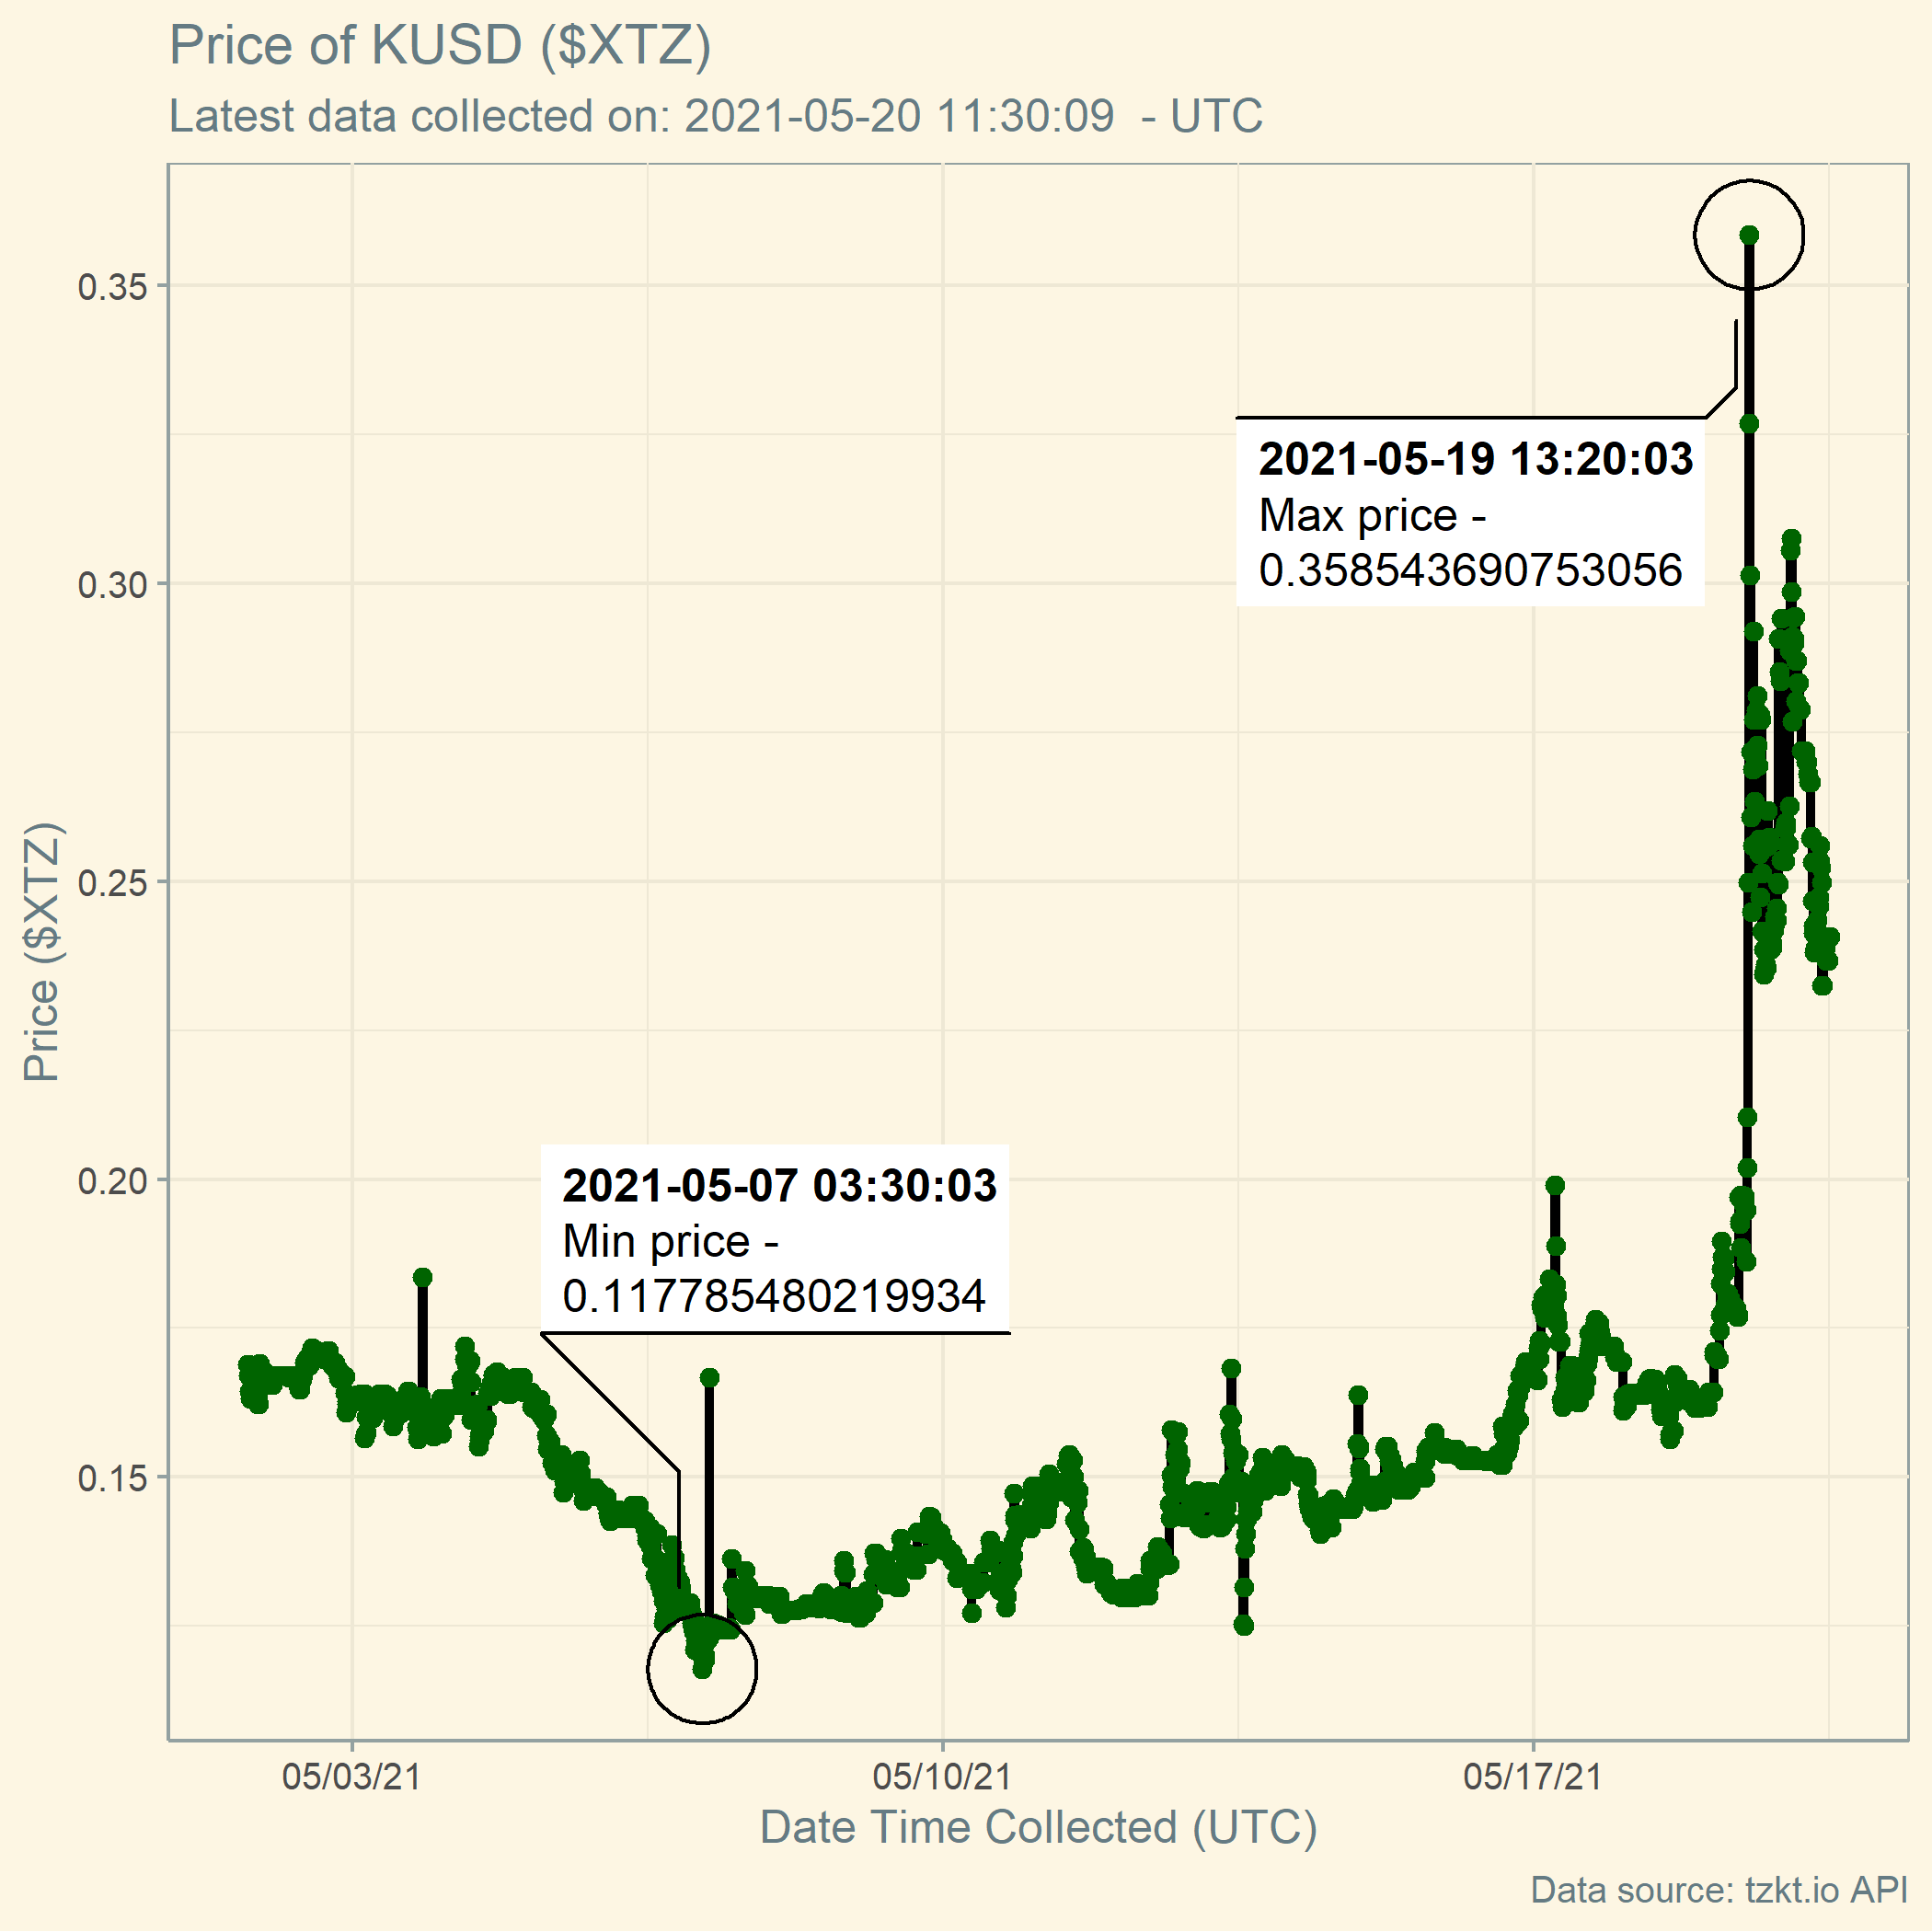 Price of KUSD ($XTZ)
Latest data collected on: 2021-05-20 11:30:09  - UTC
0.35
0.30
0.25
0.20
0.15
Price ($XTZ)
2021-05-19 13:20:03
Max price -
0.358543690753056
2021-05-07 03:30:03
Min price -
0.117785480219934
05/03/21
05/10/21
05/17/21
Date Time Collected (UTC)
Data source: tzkt.io API